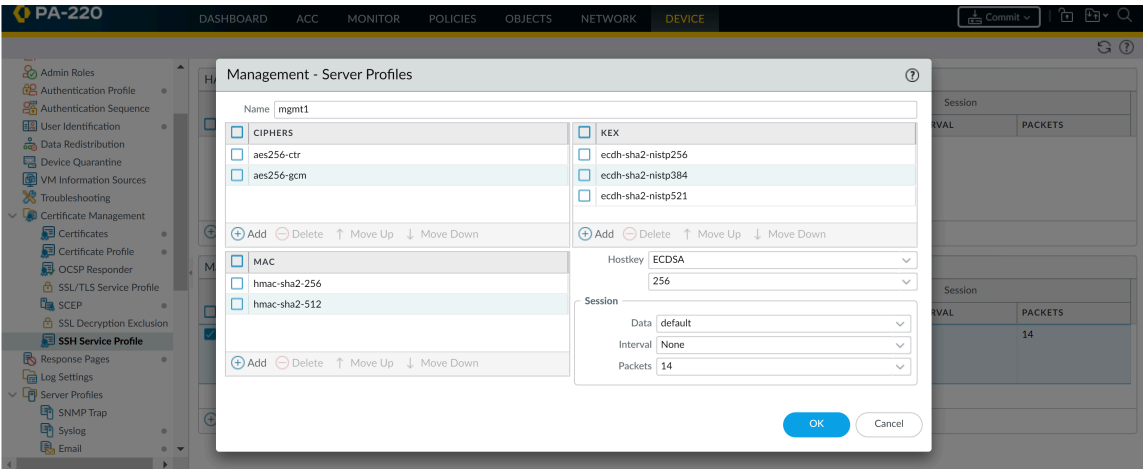 PA-220
DASHBOARD ACC MONITOR POLICIES OBJECTS NETWORK DEVICE
Commit
Admin Roles
Authentication Profile
Authentication Sequence
User Identification
Data Redistribution
Device Quarantine
VM Information Sources
Troubleshooting
Certificate Management
Certificates
Certificate Profile
OCSP Responder
SSL/TLS Service Profile
SCEP
SSL Decryption Exclusion
SSH Service Profile
Response Pages
Log Settings
Server Profiles
SNMP Trap
Syslog
Email
Management - Server Profiles
Name mgmt1
CIPHERS
aes256-ctr
aes256-gcm
Add Delete Move Up Move Down
KEX
ecdh-sha2-nistp256
ecdh-sha2-nistp384
ecdh-sha2-nistp521
Add Delete Move Up Move Down
MAC
hmac-sha2-256
hmac-sha2-512
Add Delete Move Up Move Down
Hostkey ECDSA
256
Session
Data default
Interval None
Packets 14
OK Cancel
Session
RVAL PACKETS
Session
RVAL PACKETS
14